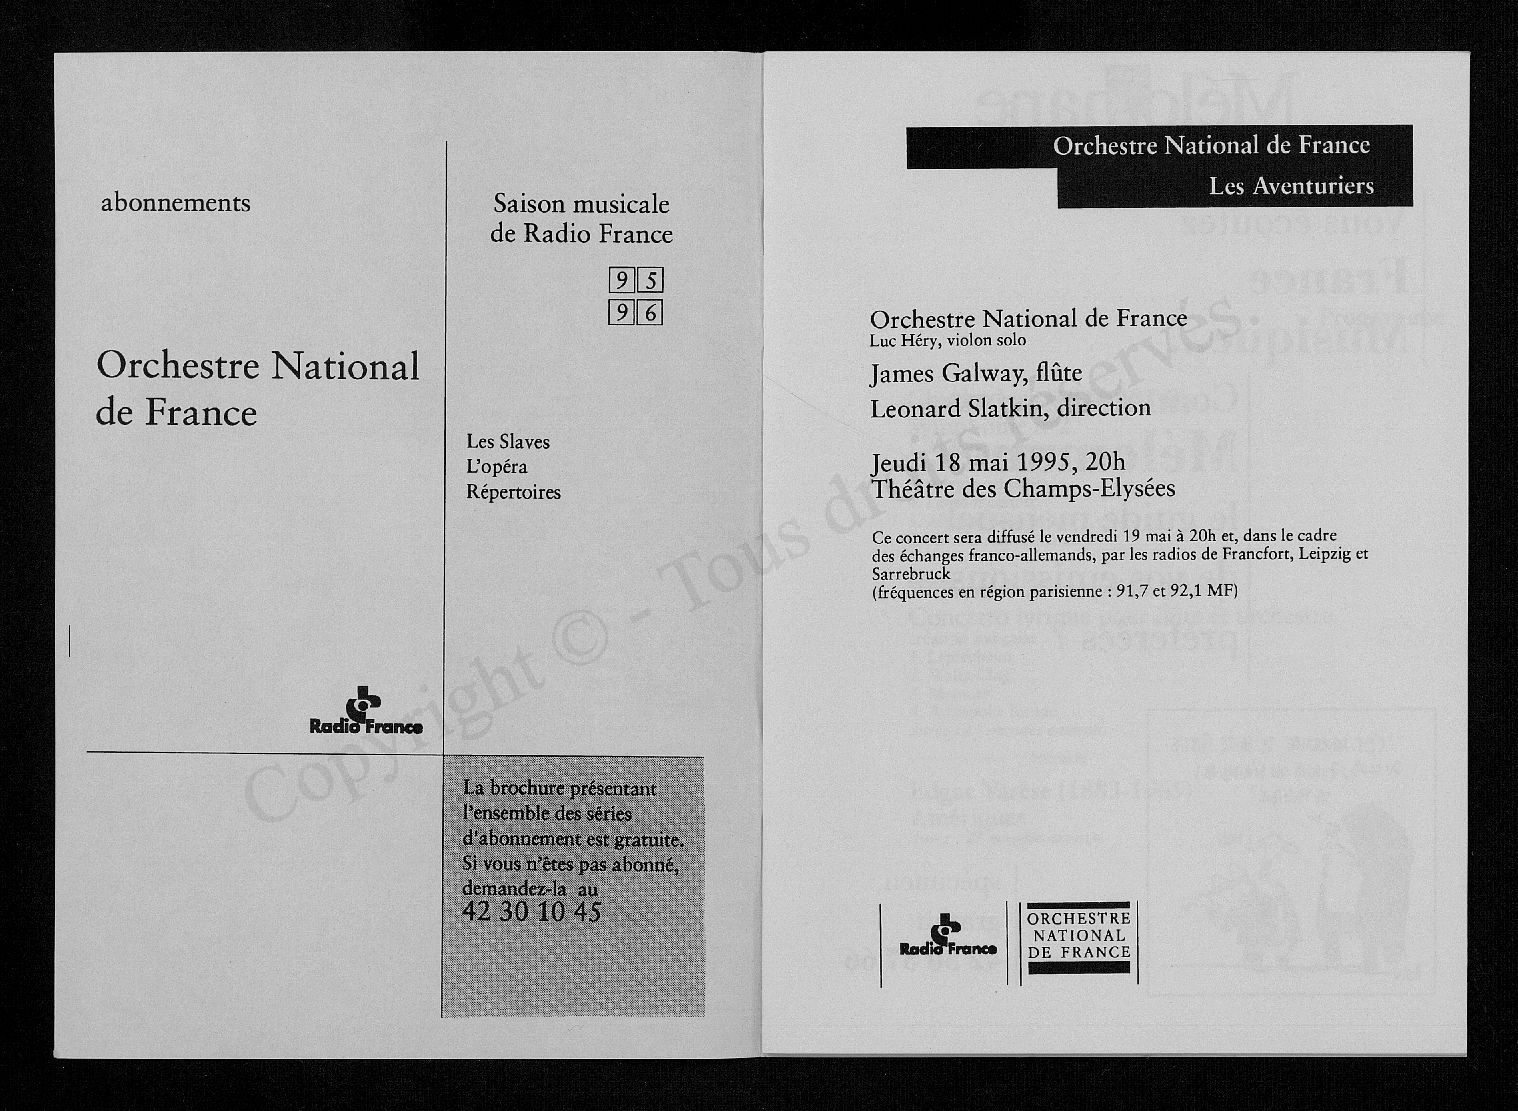 abonnements
Orchestre National
de France
Radio France
Saison musicale
de Radio France
9 5
9 6
Les Slaves
L'opéra
Répertoires
La brochure présentant
l'ensemble des séries
d'abonnement est gratuite.
Si vous n'êtes pas abonné,
demandez-la au
42 30 10 45
Orchestre National de France
Les Aventuriers
Orchestre National de France
Luc Héry, violon solo
James Galway, flûte
Leonard Slatkin, direction
Jeudi 18 mai 1995, 20h
Théâtre des Champs-Elysées
Ce concert sera diffusé le vendredi 19 mai à 20h et, dans le cadre
des échanges franco-allemands, par les radios de Francfort, Leipzig et
Sarrebruck
(fréquences en région parisienne : 91,7 et 92,1 MF)
Radio France
ORCHESTRE
NATIONAL
DE FRANCE
Copyright © - Tous droits réservés